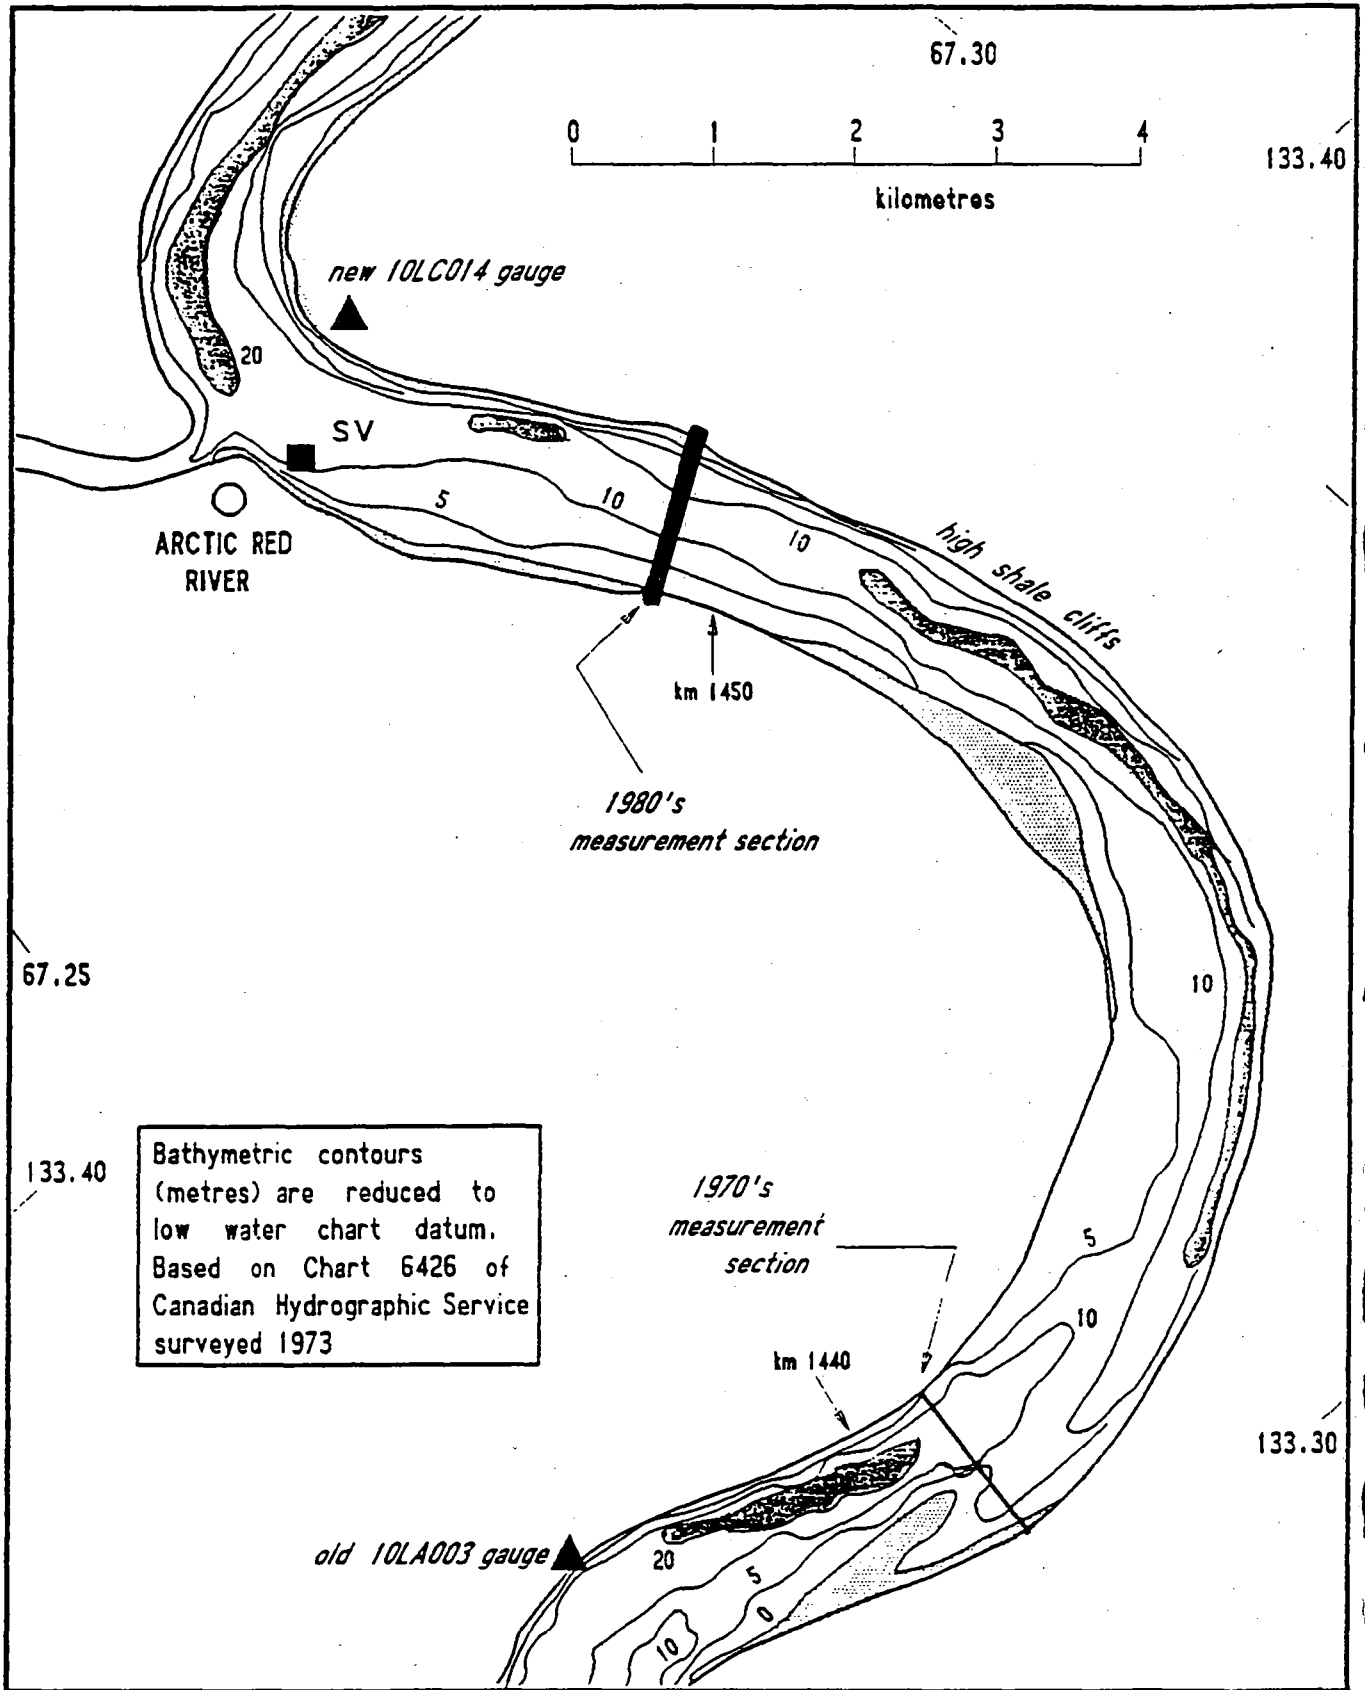 67.30
0 1 2 3 4
133.40
kilometres
new 10LC014 gauge
20
SV
5
10
10
ARCTIC RED
RIVER
high shale cliffs
km 1450
1980's
measurement section
67.25
10
Bathymetric contours
(metres) are reduced to
low water chart datum.
Based on Chart 6426 of
Canadian Hydrographic Service
surveyed 1973
133.40
1970's
measurement
section
5
10
km 1440
133.30
old 10LA003 gauge
20
5
0
10